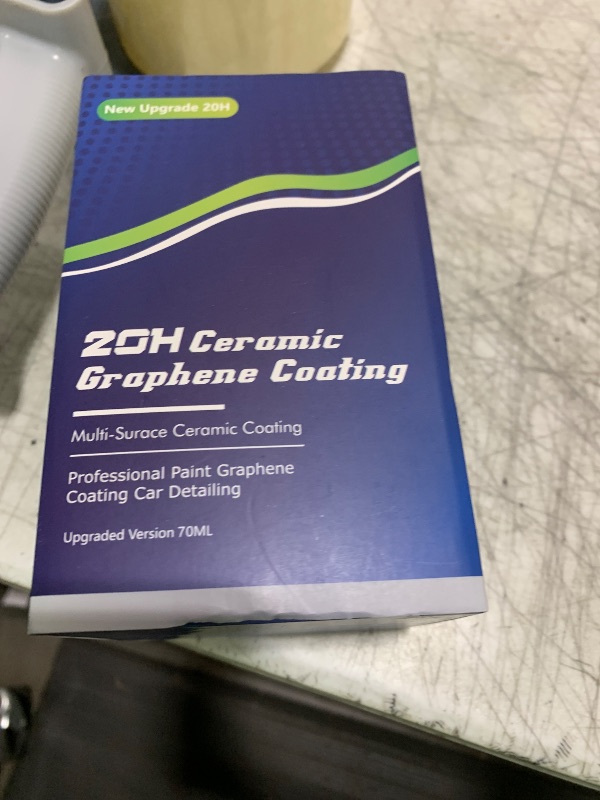 New Upgrade 20H
20H Ceramic
Graphene Coating
Multi-Surace Ceramic Coating
Professional Paint Graphene
Coating Car Detailing
Upgraded Version 70ML